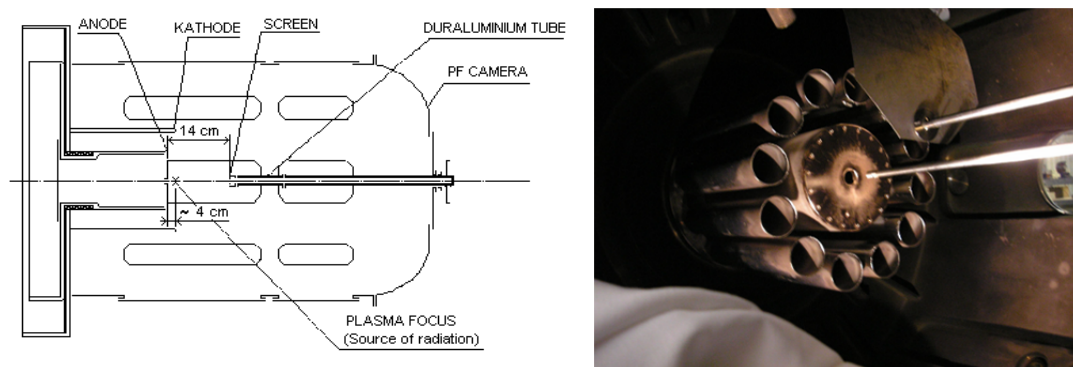 ANODE
KATHODE
SCREEN
DURALUMINIUM TUBE
PF CAMERA
14 cm
~ 4 cm
PLASMA FOCUS
(Source of radiation)